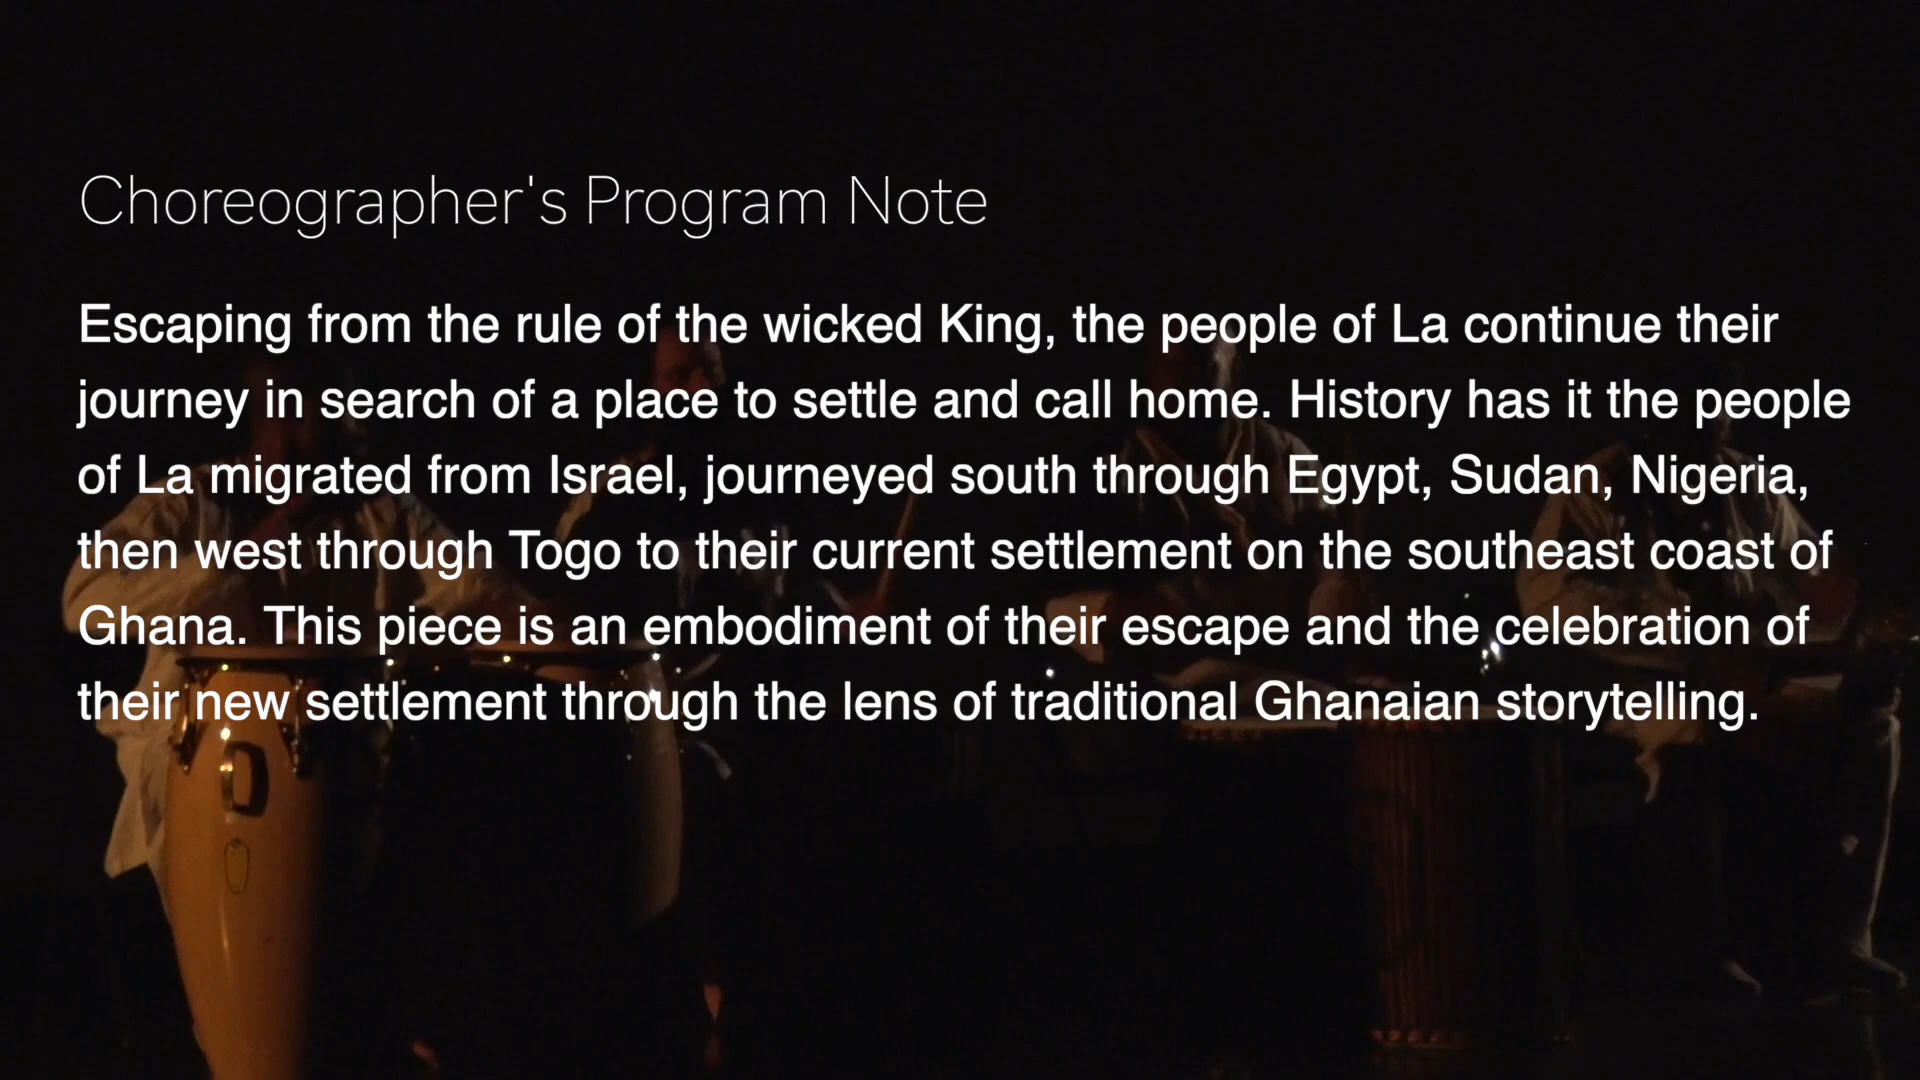 Choreographer's Program Note
Escaping from the rule of the wicked King, the people of La continue their
journey in search of a place to settle and call home. History has it the people
of La migrated from Israel, journeyed south through Egypt, Sudan, Nigeria,
then west through Togo to their current settlement on the southeast coast of
Ghana. This piece is an embodiment of their escape and the celebration of
their new settlement through the lens of traditional Ghanaian storytelling.